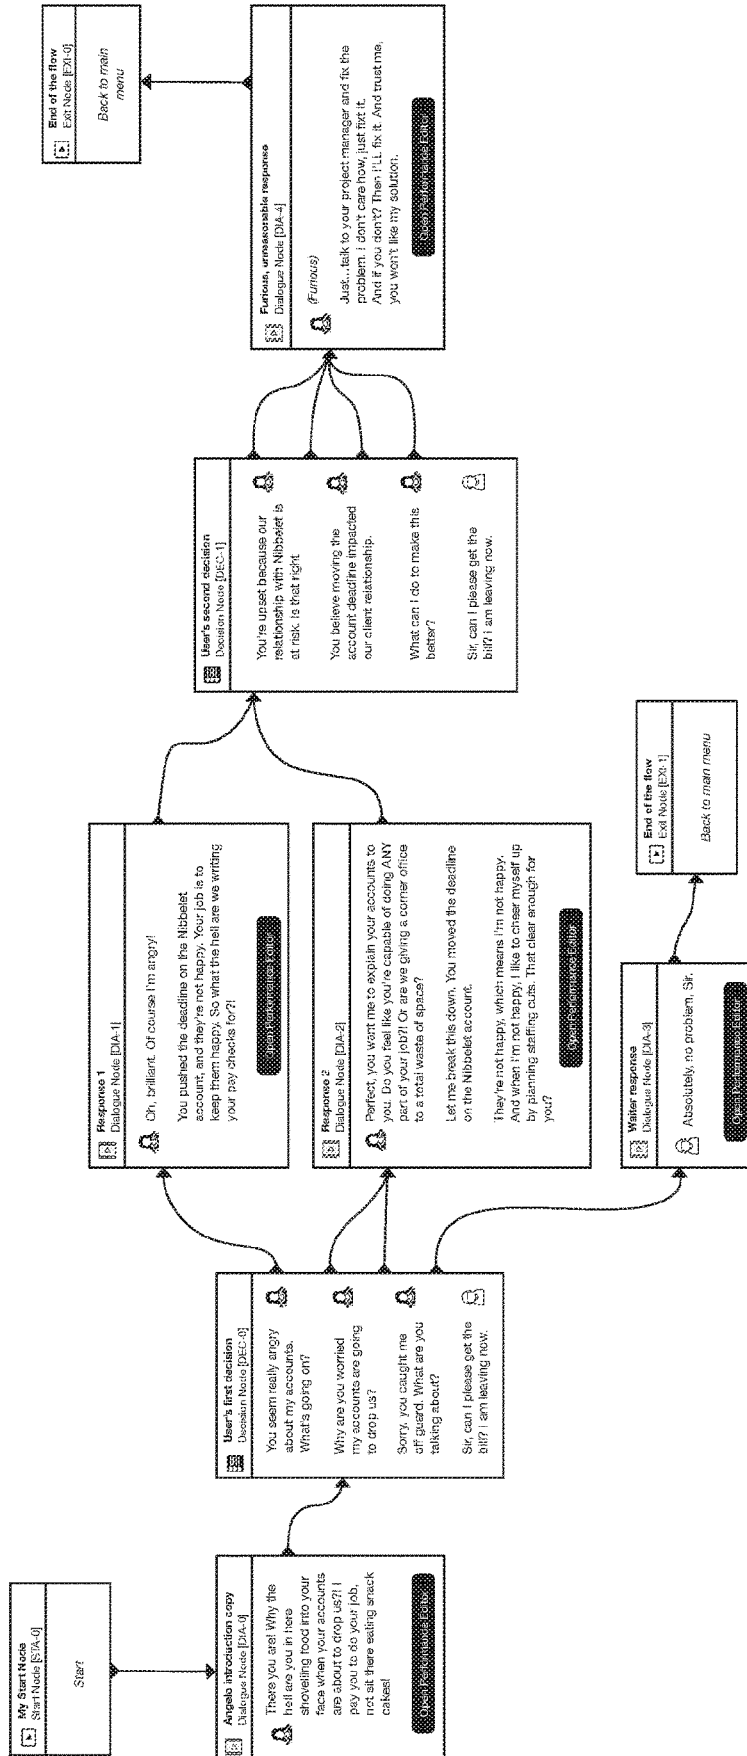 My Start Node
Start Node [STA-0]
Start
Angelo introduction copy
Dialogue Node [DIA-0]
There you are! Why the
hell are you in here
shovelling food into your
face when your accounts
are about to drop us?! I
pay you to do your job,
not sit there eating snack
cakes!
Open Performance Editor
User's first decision
Decision Node [DEC-0]
You seem really angry
about my accounts.
What's going on?
Why are you worried
my accounts are going
to drop us?
Sorry, you caught me
off guard. What are you
talking about?
Sir, can I please get the
bill? I am leaving now.
Response 1
Dialogue Node [DIA-1]
Oh, brilliant. Of course I'm angry!
You pushed the deadline on the Nibbelet
account, and they're not happy. Your job is to
keep them happy. So what the hell are we writing
your pay checks for?!
Open Performance Editor
Response 2
Dialogue Node [DIA-2]
Perfect, you want me to explain your accounts to
you. Do you feel like you're capable of doing ANY
part of your job?! Or are we giving a corner office
to a total waste of space?
Let me break this down. You moved the deadline
on the Nibbelet account.
They're not happy, which means I'm not happy.
And when I'm not happy, I like to cheer myself up
by planning staffing cuts. That clear enough for
you?
Open Performance Editor
Waiter response
Dialogue Node [DIA-3]
Absolutely, no problem, Sir.
Open Performance Editor
End of the flow
Exit Node [EXI-1]
Back to main menu
User's second decision
Decision Node [DEC-1]
You're upset because our
relationship with Nibbelet is
at risk. Is that right
You believe moving the
account deadline impacted
our client relationship.
What can I do to make this
better?
Sir, can I please get the
bill? I am leaving now.
Furious, unreasonable response
Dialogue Node [DIA-4]
(Furious)
Just...talk to your project manager and fix the
problem. I don't care how, just fixt it.
And if you don't? Then I'LL fix it. And trust me,
you won't like my solution.
Open Performance Editor
End of the flow
Exit Node [EXI-0]
Back to main
menu